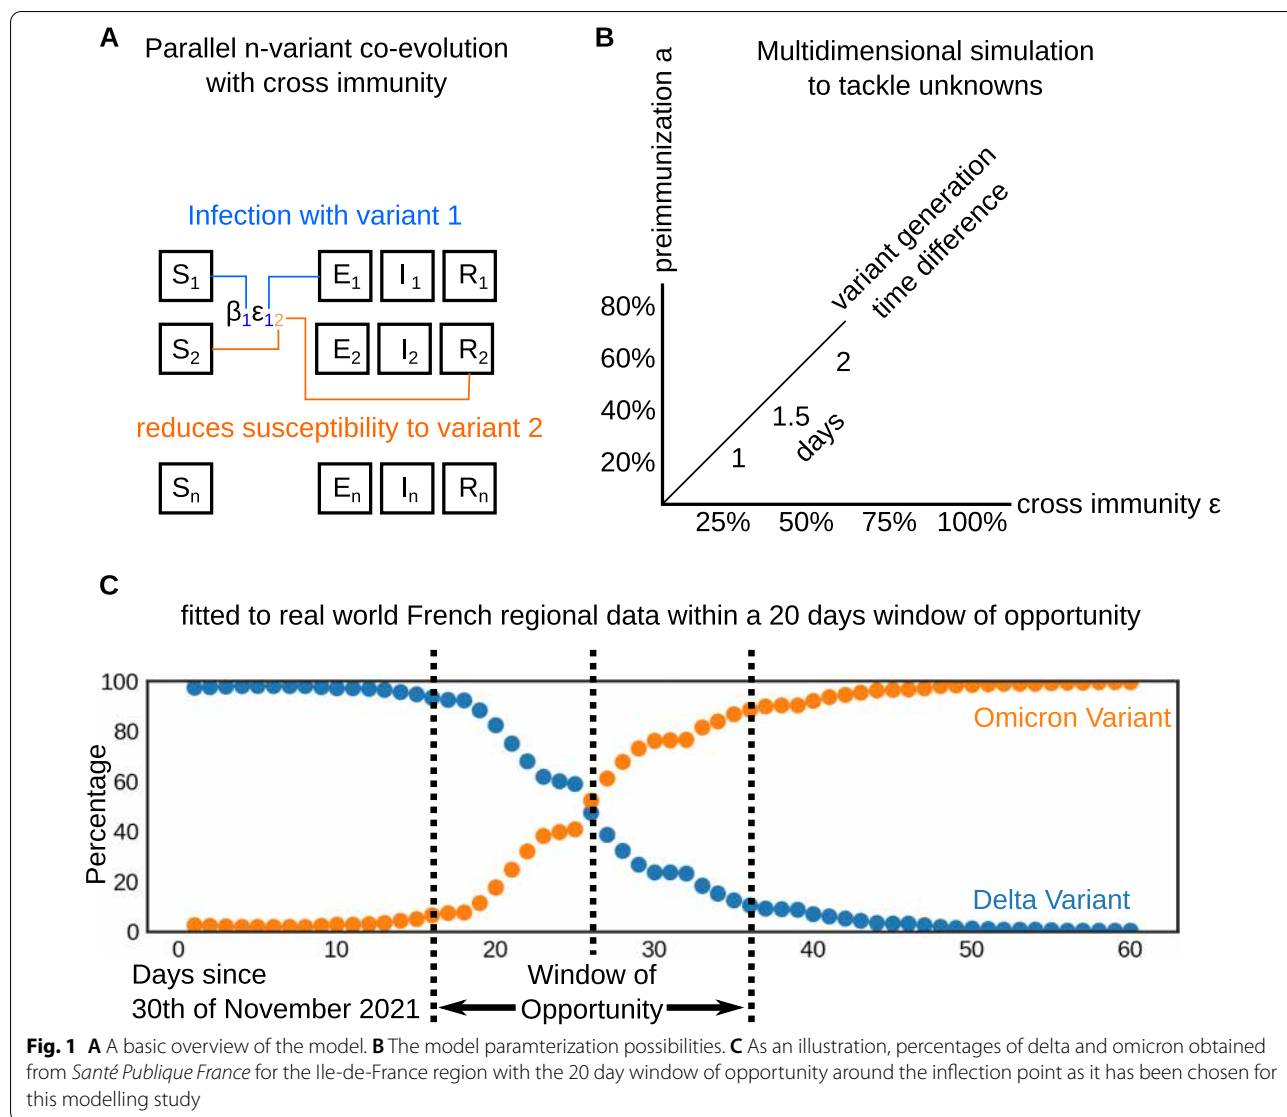 A
Parallel n-variant co-evolution
with cross immunity
Infection with variant 1
S1 E1 I1 R1
β1ε12
S2 E2 I2 R2
reduces susceptibility to variant 2
Sn En In Rn
B
Multidimensional simulation
to tackle unknowns
preimmunization a
variant generation
time difference
80%
60%
40%
20%
2
1.5
1
days
25% 50% 75% 100%
cross immunity ε
C
fitted to real world French regional data within a 20 days window of opportunity
Percentage
100
80
60
40
20
0
Omicron Variant
Delta Variant
0 10 20 30 40 50 60
Days since
30th of November 2021
Window of
Opportunity
Fig. 1 A A basic overview of the model. B The model paramterization possibilities. C As an illustration, percentages of delta and omicron obtained
from Santé Publique France for the Ile-de-France region with the 20 day window of opportunity around the inflection point as it has been chosen for
this modelling study